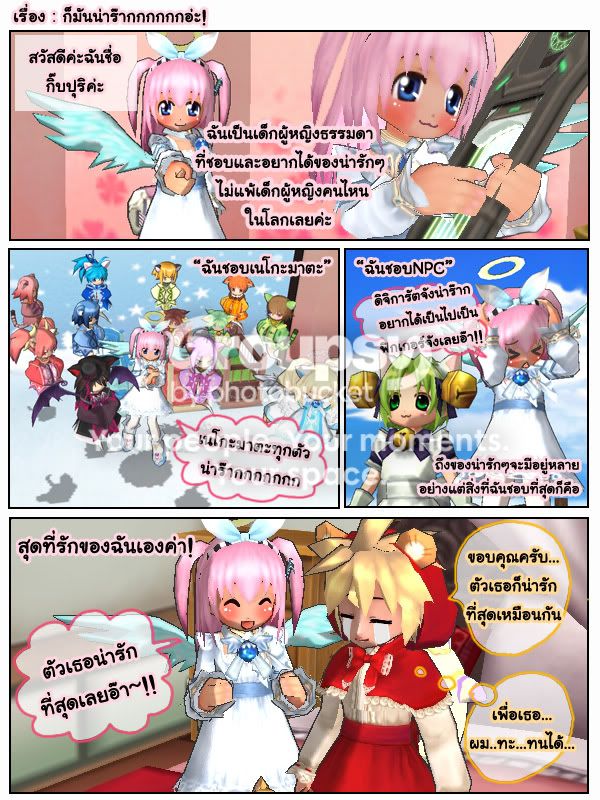 เรื่อง : ก็มันน่าร๊ากกกกกกอ่ะ!
สวัสดีค่ะฉันชื่อ
กิ๊บปุริค่ะ
ฉันเป็นเด็กผู้หญิงธรรมดา
ที่ชอบและอยากได้ของน่ารักๆ
ไม่แพ้เด็กผู้หญิงคนไหน
ในโลกเลยค่ะ
"ฉันชอบเนโกะมาตะ"
เนโกะมาตะทุกตัว
น่าร๊ากกกกกกก
"ฉันชอบNPC"
ดิจิการัตจังน่าร๊าก
อยากได้เป็นไปเป็น
ฟิกเกอร์จังเลยอ๊า!!
ถึงของน่ารักๆจะมีอยู่หลาย
อย่างแต่สิ่งที่ฉันชอบที่สุดก็คือ
สุดที่รักของฉันเองค่า!
ตัวเธอน่ารัก
ที่สุดเลยอ๊า~!!
ขอบคุณครับ...
ตัวเธอก็น่ารัก
ที่สุดเหมือนกัน
เพื่อเธอ...
ผม..ทะ..ทนได้...
by photobucket
Your people. Your moments.
Your space.